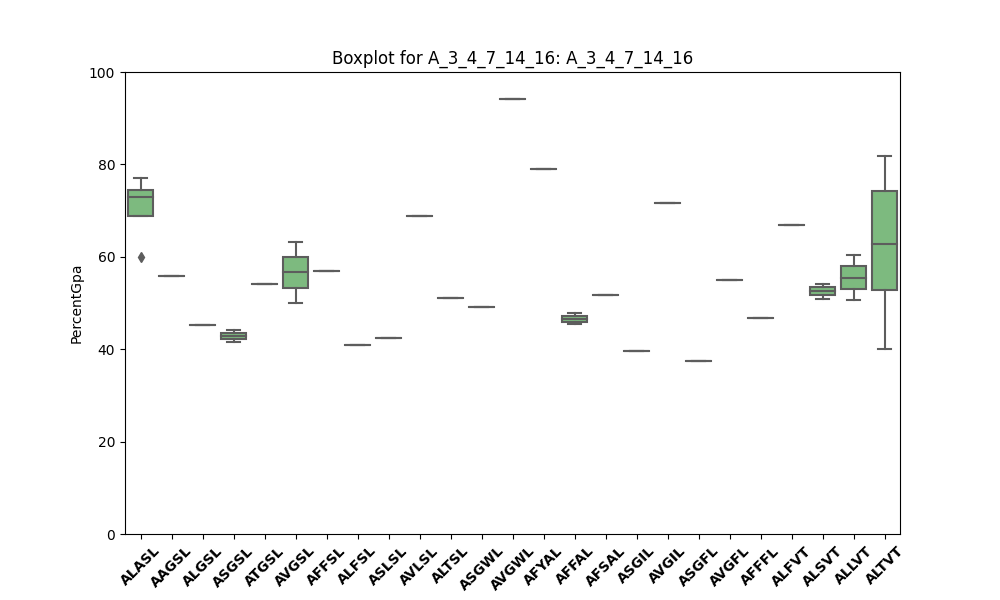 Boxplot for A_3_4_7_14_16: A_3_4_7_14_16
PercentGpa
100
80
60
40
20
0
ALASL AAGSL ALGSL ASGSL ATGSL AVGSL AFFSL ALFSL ASLSL AVLSL ALTSL ASGWL AVGWL AFYAL AFFAL AFSAL ASGIL AVGIL ASGFL AVGFL AFFFL ALFVT ALSVT ALLVT ALTVT